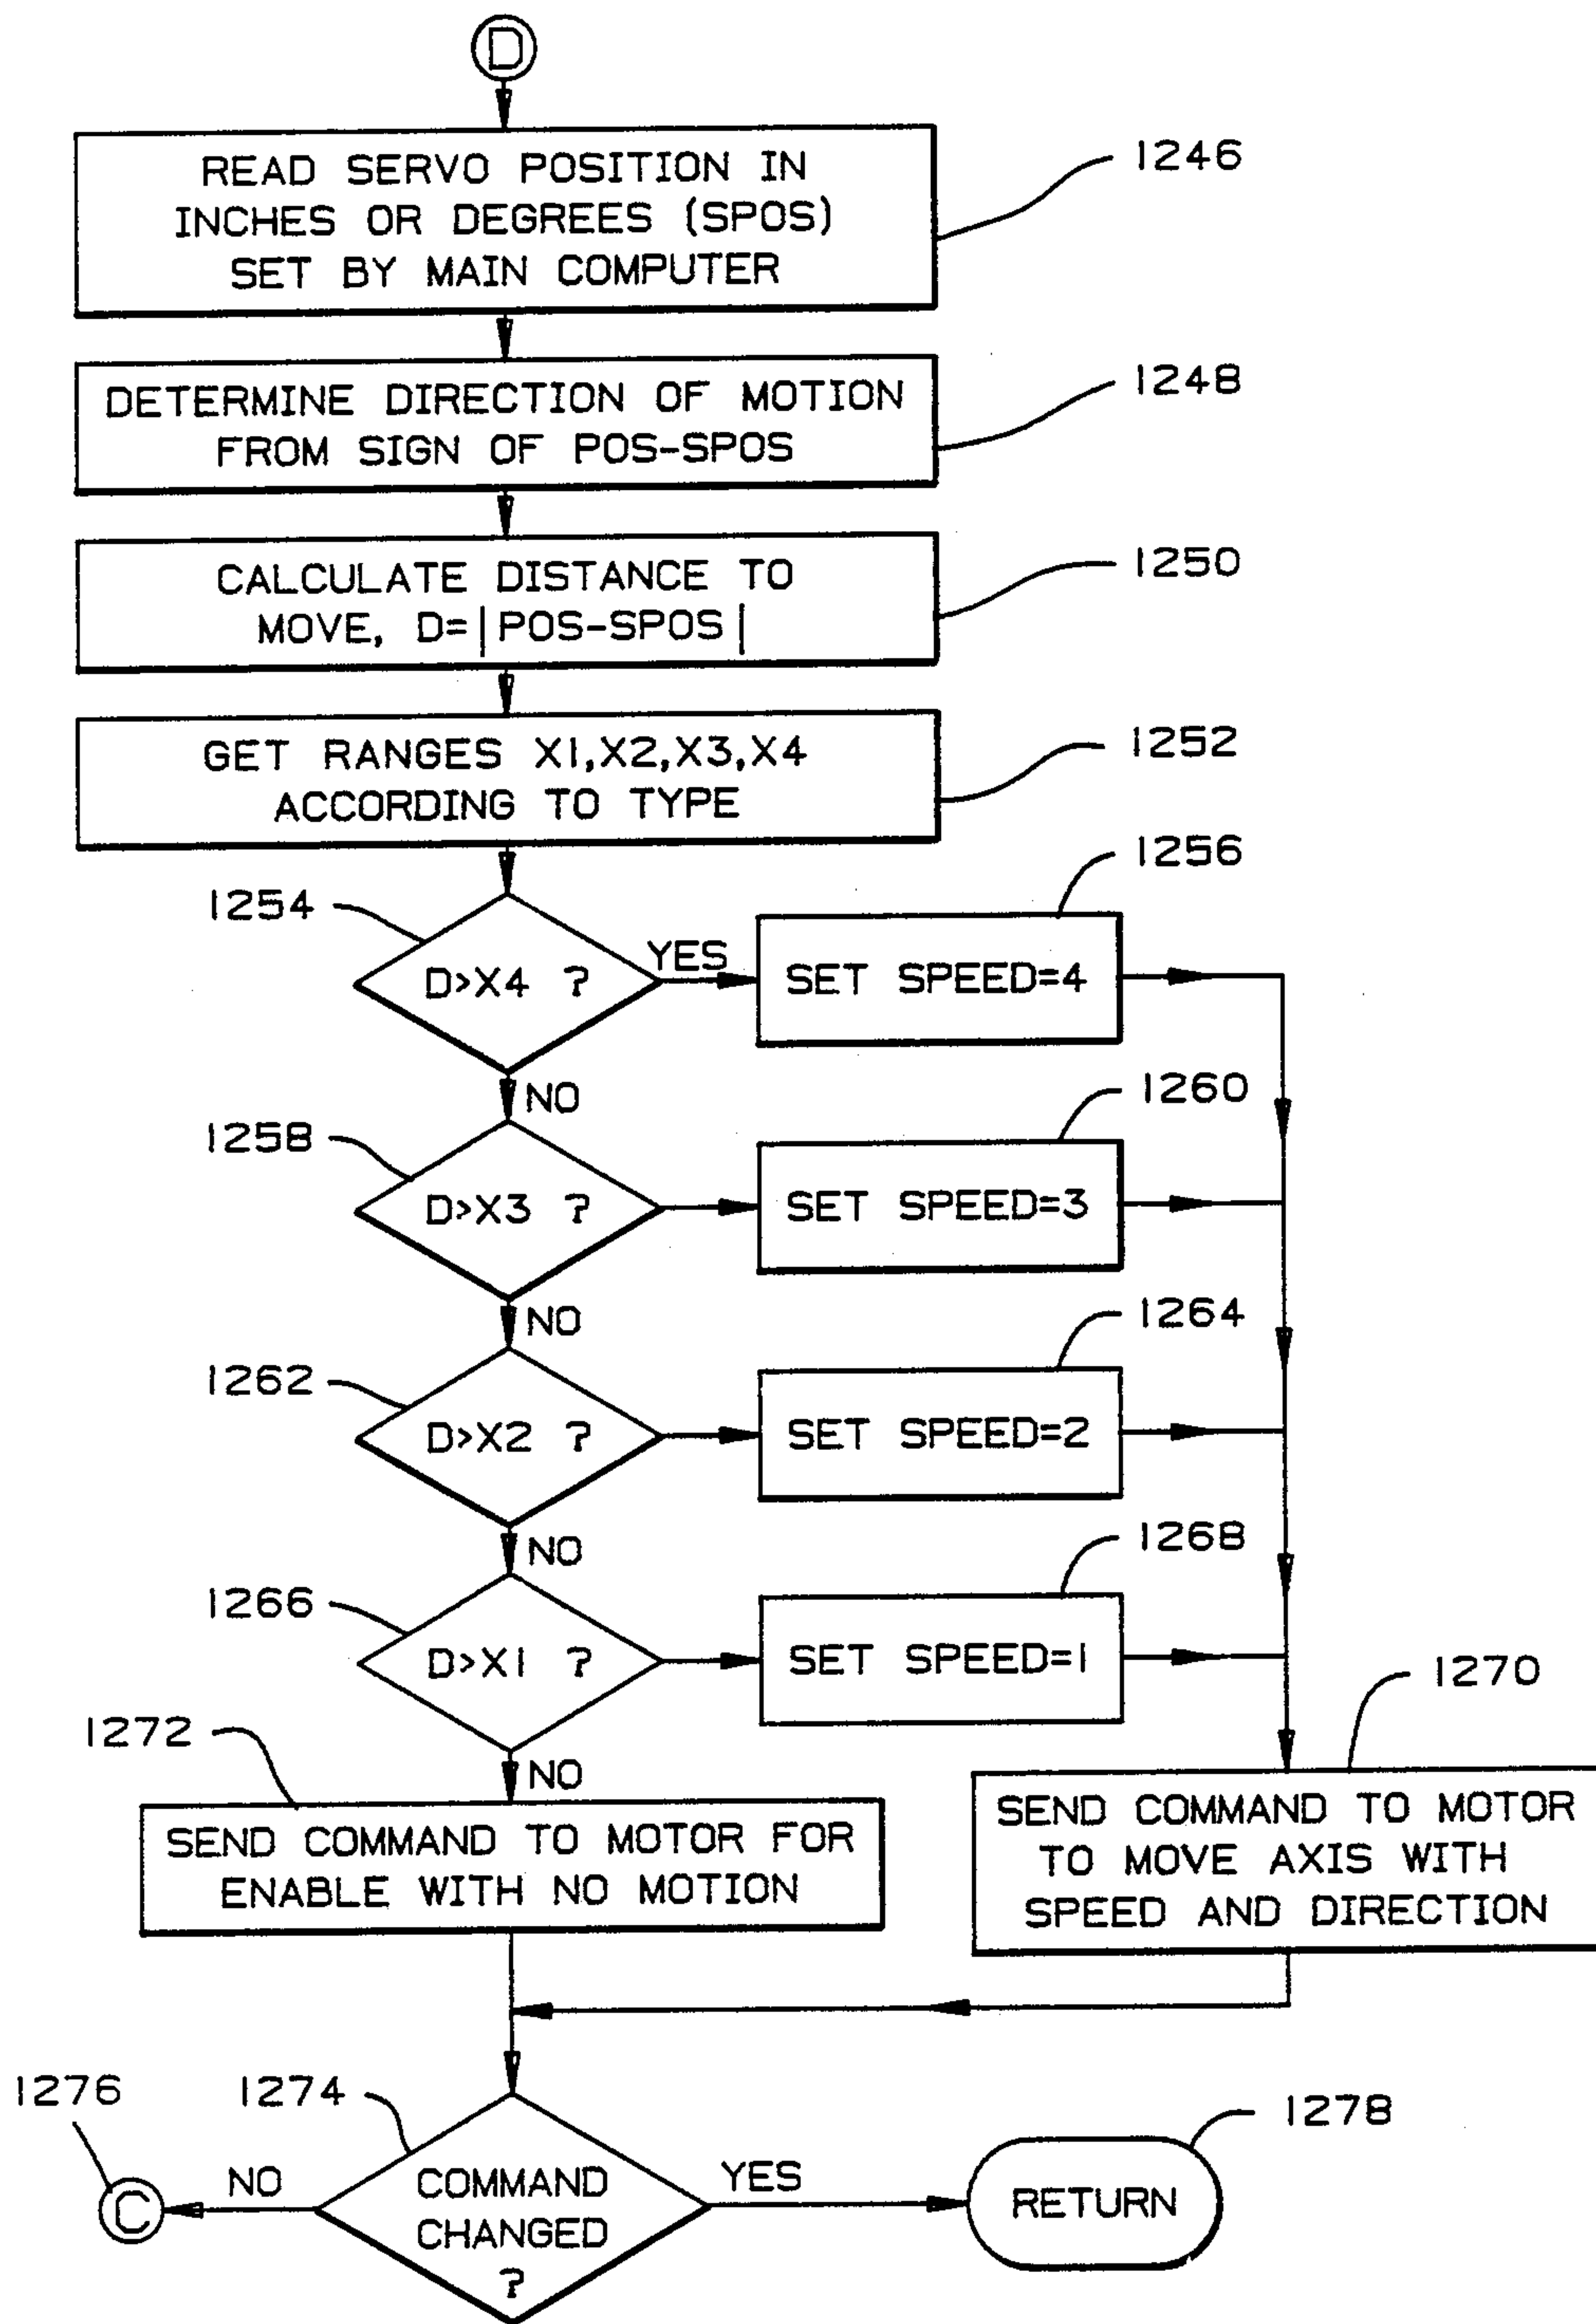 D
READ SERVO POSITION IN
INCHES OR DEGREES (SPOS)
SET BY MAIN COMPUTER
1246
DETERMINE DIRECTION OF MOTION
FROM SIGN OF POS-SPOS
1248
CALCULATE DISTANCE TO
MOVE, D=|POS-SPOS|
1250
GET RANGES X1,X2,X3,X4
ACCORDING TO TYPE
1252
1254
D>X4 ?
YES
SET SPEED=4
1256
NO
1258
D>X3 ?
SET SPEED=3
1260
NO
1262
D>X2 ?
SET SPEED=2
1264
NO
1266
D>X1 ?
SET SPEED=1
1268
NO
1272
SEND COMMAND TO MOTOR FOR
ENABLE WITH NO MOTION
1270
SEND COMMAND TO MOTOR
TO MOVE AXIS WITH
SPEED AND DIRECTION
1276
C
NO
1274
COMMAND
CHANGED
?
YES
RETURN
1278